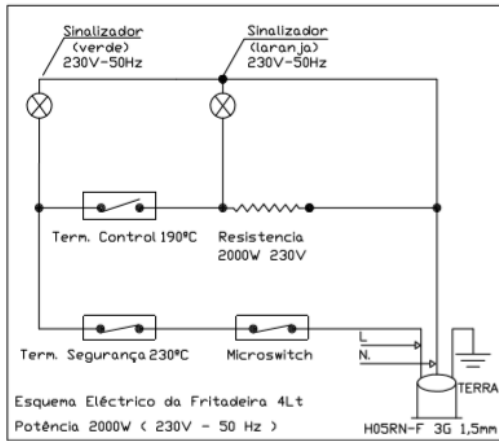 Sinalizador
(verde)
230V-50Hz
Sinalizador
(laranja)
230V-50Hz
Term. Control 190ºC
Resistencia
2000W 230V
Term. Segurança 230ºC
Microswitch
L
N.
TERRA
Esquema Eléctrico da Fritadeira 4Lt
Potência 2000W ( 230V - 50 Hz )
H05RN-F 3G 1,5mm